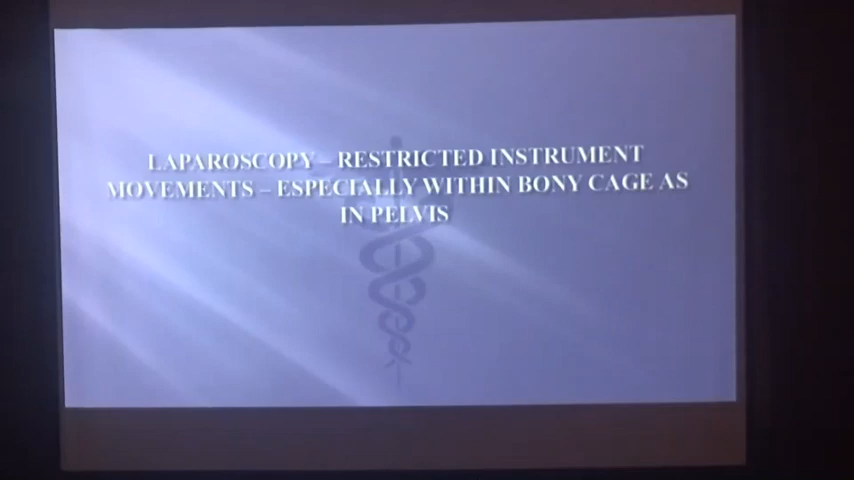 LAPAROSCOPY – RESTRICTED INSTRUMENT
MOVEMENTS – ESPECIALLY WITHIN BONY CAGE AS
IN PELVIS